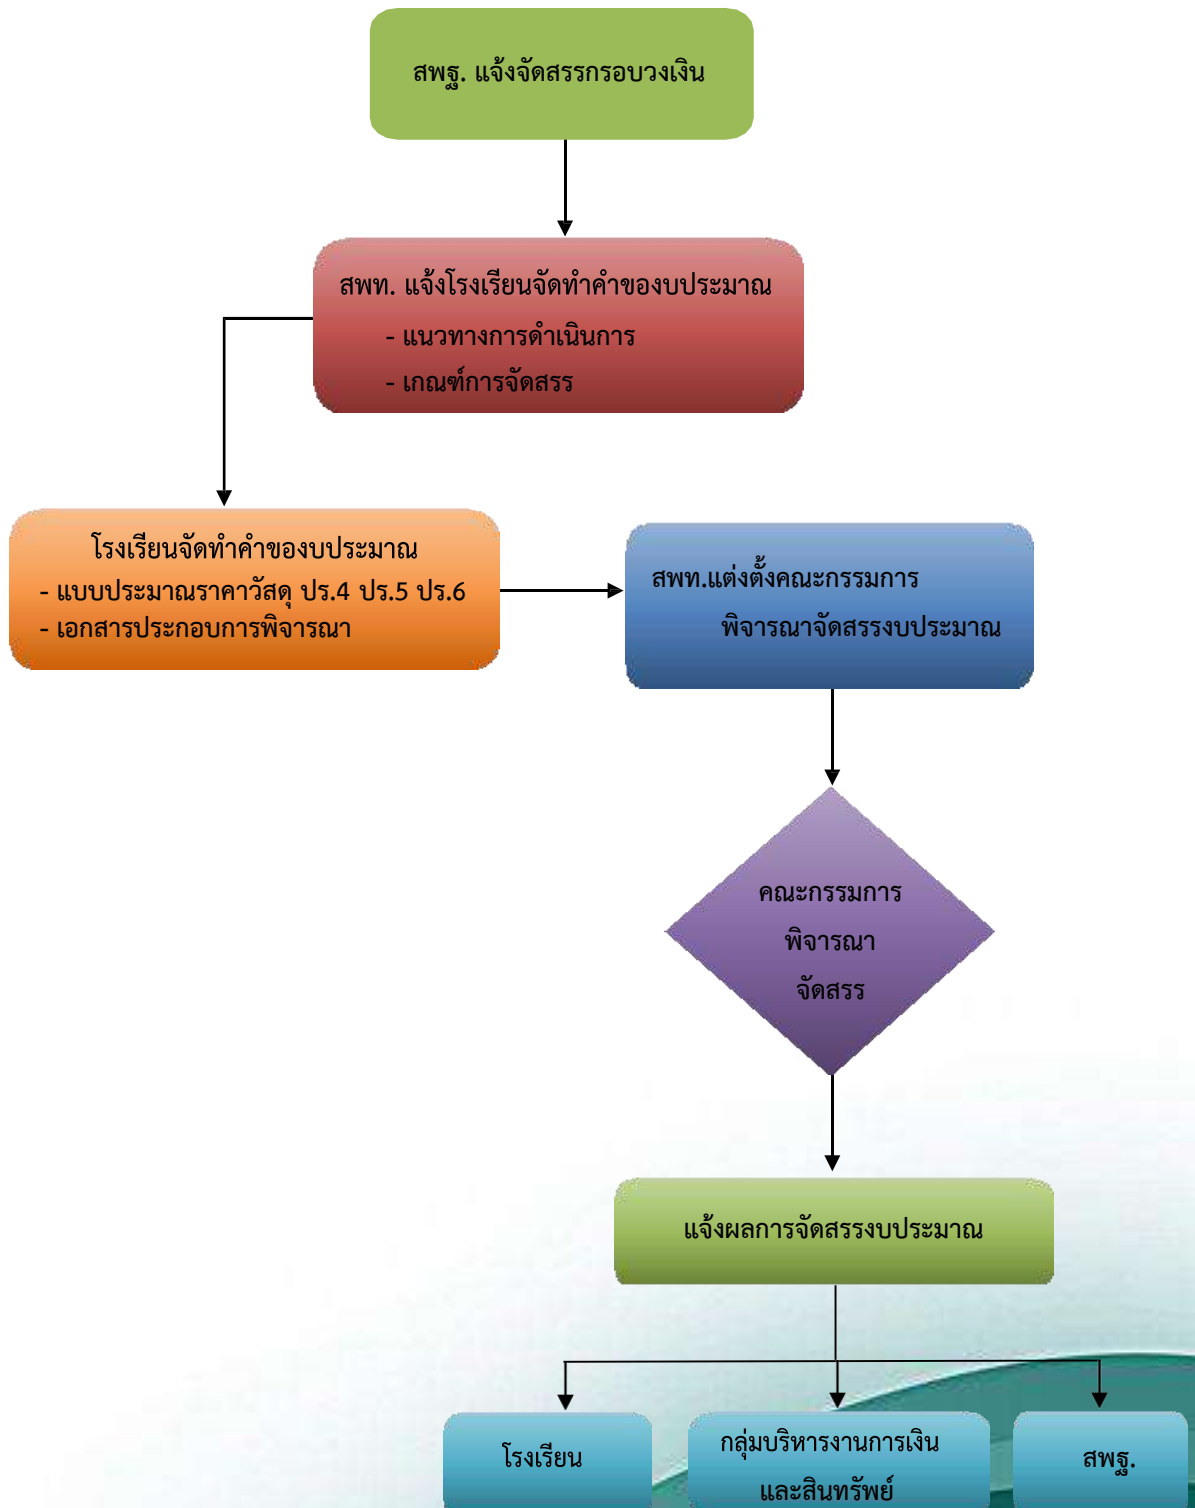 สพฐ. แจ้งจัดสรรกรอบวงเงิน
สพท. แจ้งโรงเรียนจัดทำคำของบประมาณ
- แนวทางการดำเนินการ
- เกณฑ์การจัดสรร
โรงเรียนจัดทำคำของบประมาณ
- แบบประมาณราคาวัสดุ ปร.4 ปร.5 ปร.6
- เอกสารประกอบการพิจารณา
สพท.แต่งตั้งคณะกรรมการ
พิจารณาจัดสรรงบประมาณ
คณะกรรมการ
พิจารณา
จัดสรร
แจ้งผลการจัดสรรงบประมาณ
โรงเรียน
กลุ่มบริหารงานการเงิน
และสินทรัพย์
สพฐ.